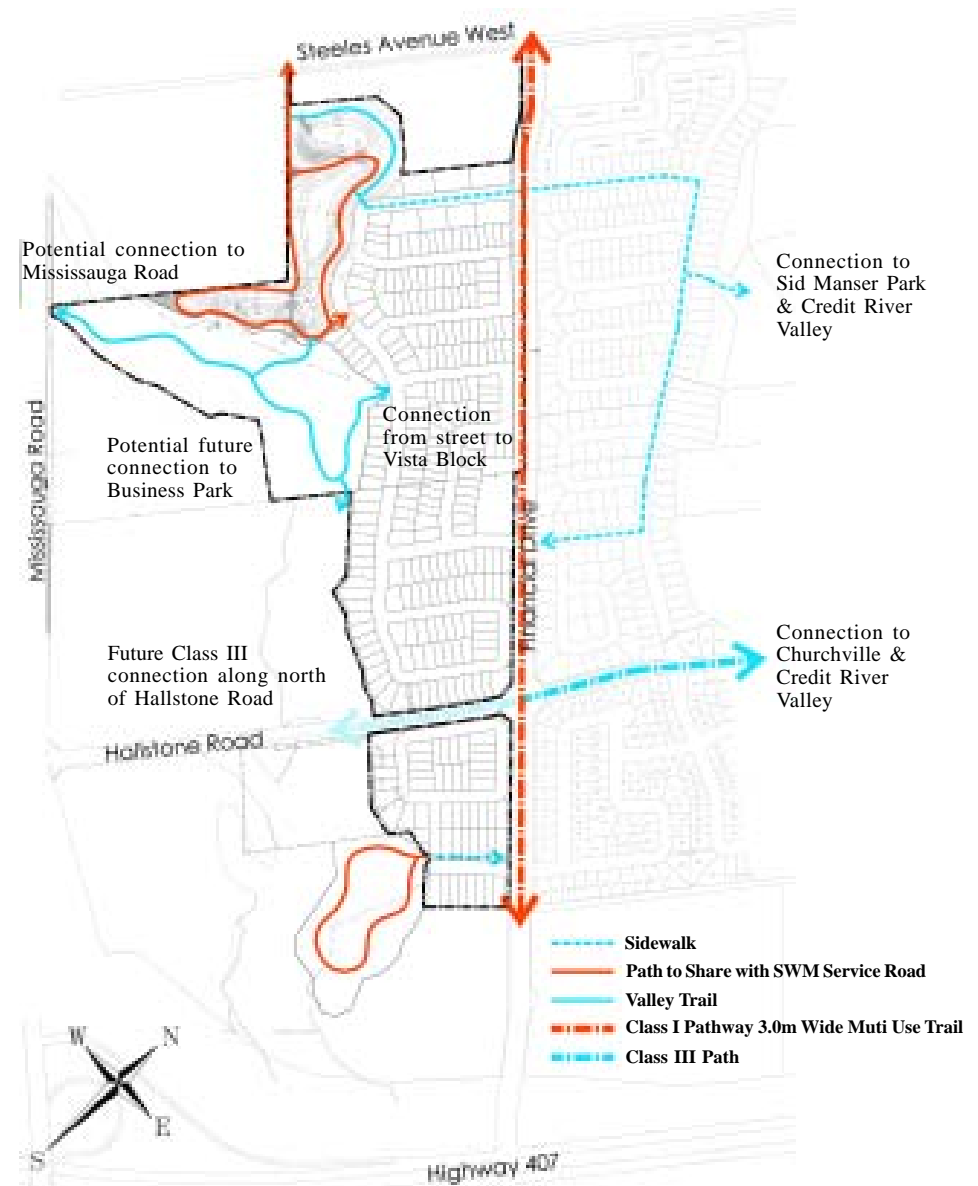 Steeles Avenue West
Potential connection to
Mississauga Road
Connection to
Sid Manser Park
& Credit River
Valley
Mississauga Road
Connection
from street to
Vista Block
Potential future
connection to
Business Park
Financial Drive
Future Class III
connection along north
of Hallstone Road
Connection to
Churchville &
Credit River
Valley
Hallstone Road
Sidewalk
Path to Share with SWM Service Road
Valley Trail
Class I Pathway 3.0m Wide Muti Use Trail
Class III Path
W
N
E
S
Highway 407